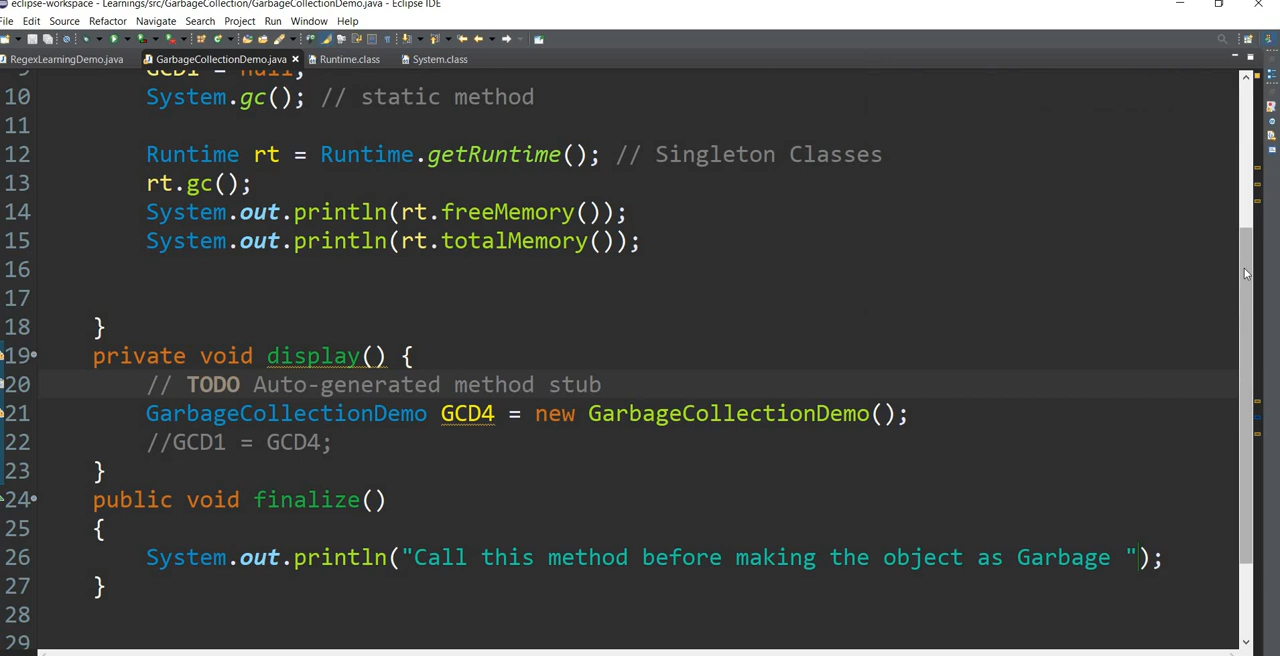 eclipse-workspace - Learnings/src/GarbageCollection/GarbageCollectionDemo.java - Eclipse IDE
File Edit Source Refactor Navigate Search Project Run Window Help
RegexLearningDemo.java GarbageCollectionDemo.java Runtime.class System.class
9 GCD1 = null;
10 System.gc(); // static method
11
12 Runtime rt = Runtime.getRuntime(); // Singleton Classes
13 rt.gc();
14 System.out.println(rt.freeMemory());
15 System.out.println(rt.totalMemory());
16
17
18 }
19 private void display() {
20 // TODO Auto-generated method stub
21 GarbageCollectionDemo GCD4 = new GarbageCollectionDemo();
22 //GCD1 = GCD4;
23 }
24 public void finalize()
25 {
26 System.out.println("Call this method before making the object as Garbage ");
27 }
28
29